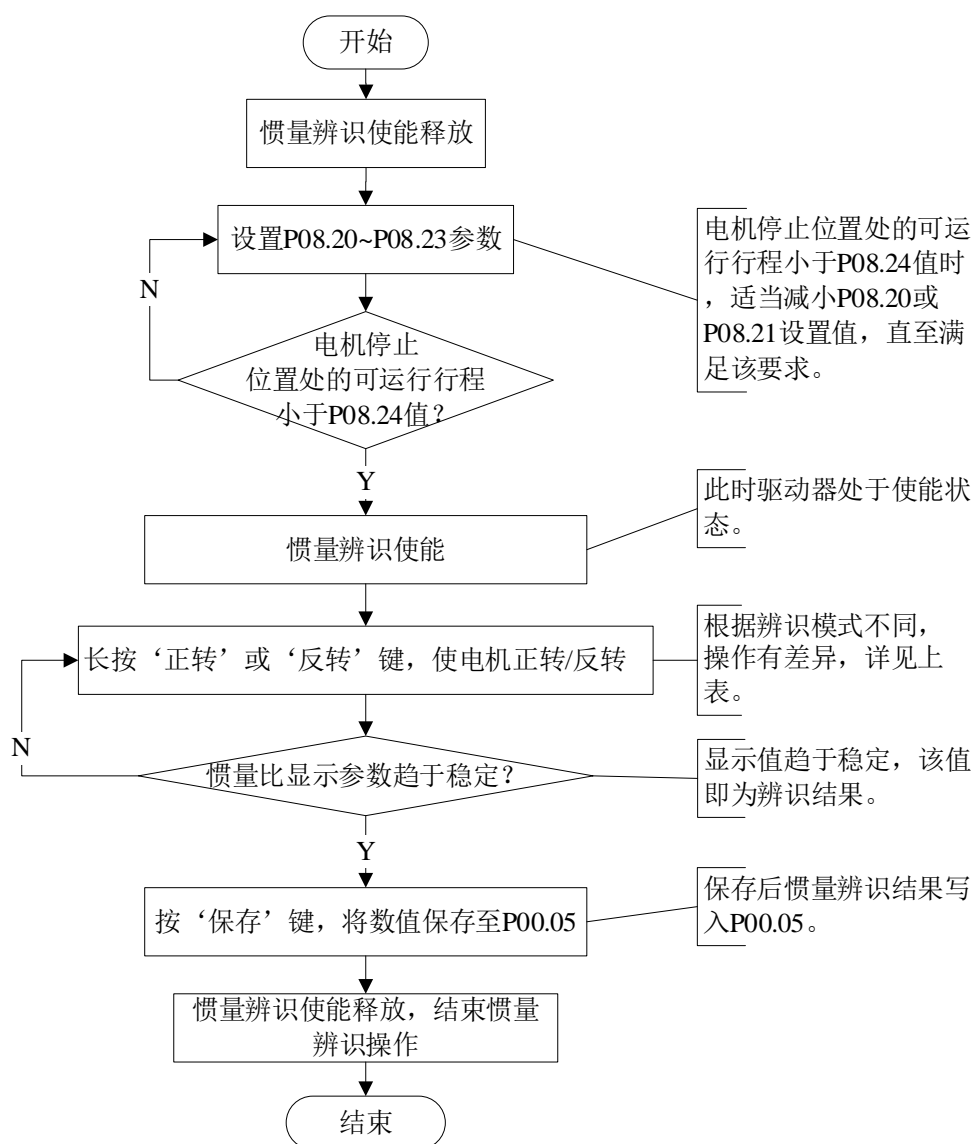 开始
惯量辨识使能释放
设置P08.20~P08.23参数
电机停止位置处的可运
行行程小于P08.24值时
，适当减小P08.20或
P08.21设置值，直至满
足该要求。
N
电机停止
位置处的可运行行程
小于P08.24值？
Y
此时驱动器处于使能状
态。
惯量辨识使能
长按‘正转’或‘反转’键，使电机正转/反转
根据辨识模式不同，
操作有差异，详见上
表。
N
惯量比显示参数趋于稳定？
显示值趋于稳定，该值
即为辨识结果。
Y
按‘保存’键，将数值保存至P00.05
保存后惯量辨识结果写
入P00.05。
惯量辨识使能释放，结束惯量
辨识操作
结束